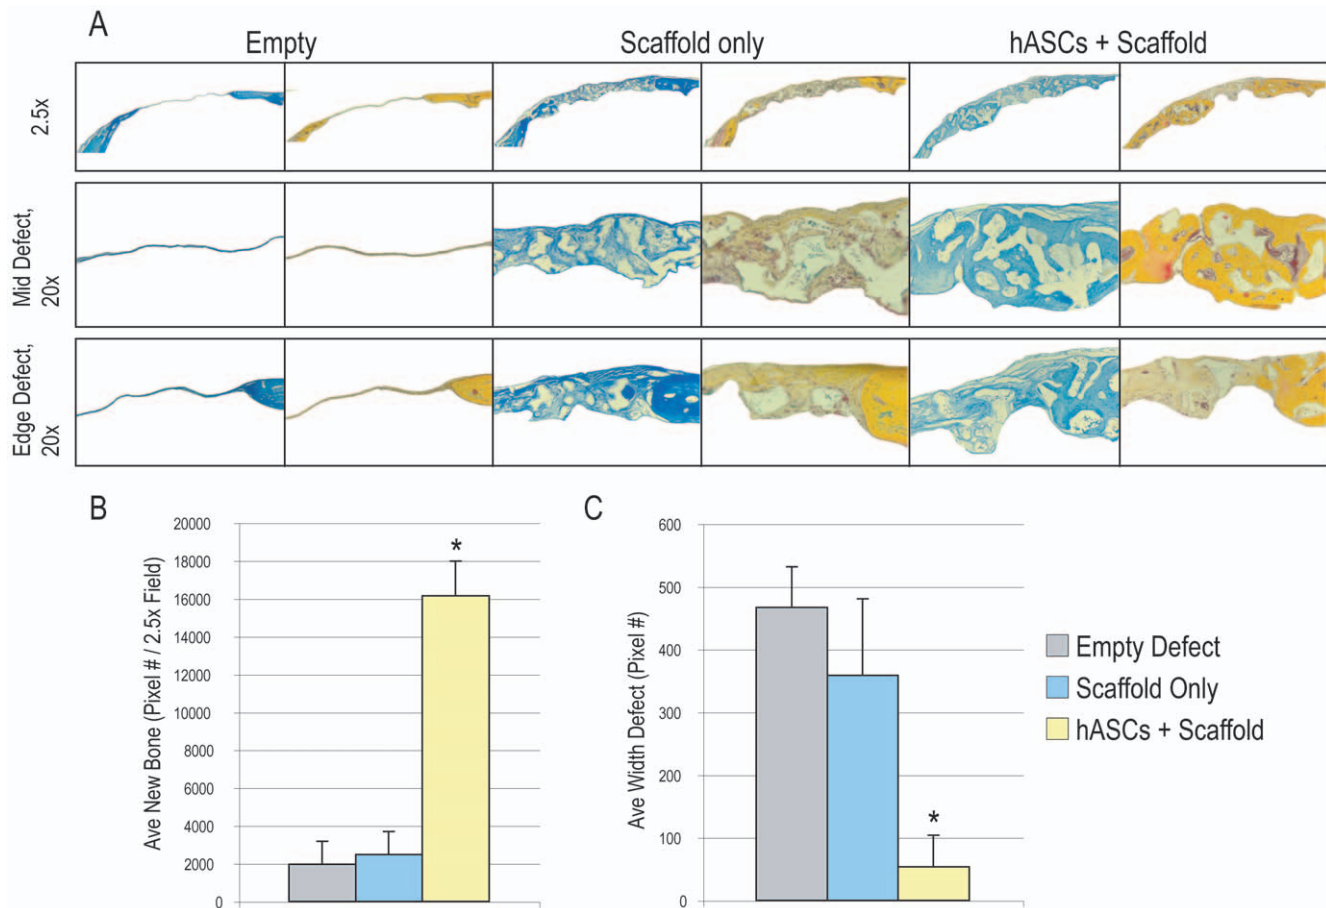 A
Empty
Scaffold only
hASCs + Scaffold
2.5x
Mid Defect,
20x
Edge Defect,
20x
B
Ave New Bone (Pixel # / 2.5x Field)
20000
18000
16000
14000
12000
10000
8000
6000
4000
2000
0
*
C
Ave Width Defect (Pixel #)
600
500
400
300
200
100
0
*
Empty Defect
Scaffold Only
hASCs + Scaffold